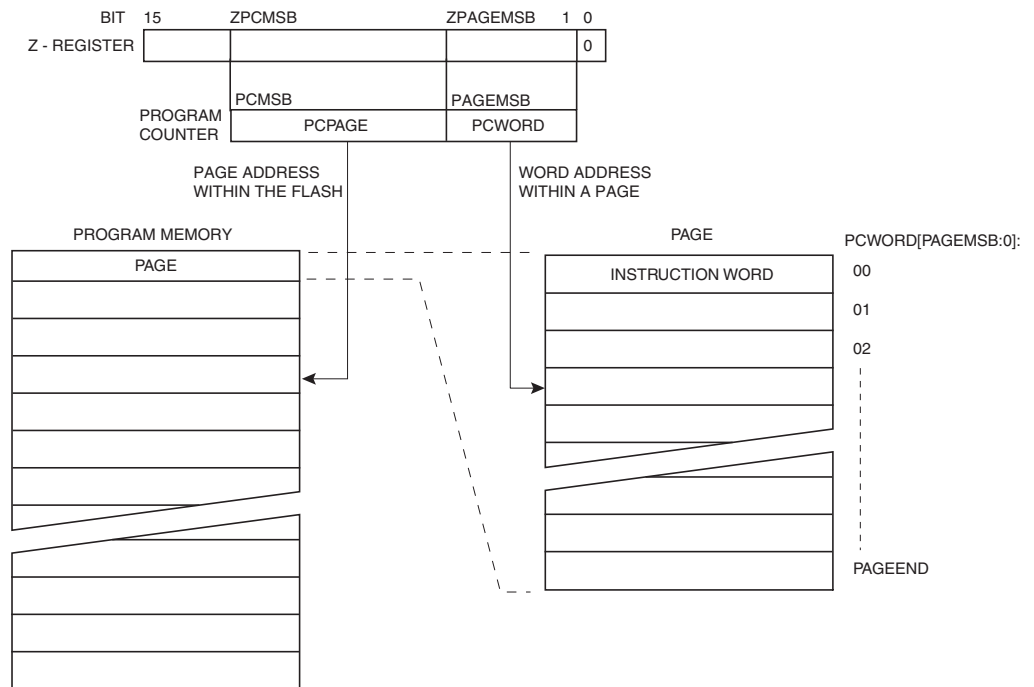 BIT 15 ZPCMSB ZPAGEMSB 1 0
Z - REGISTER 0
PCMSB PAGEMSB
PROGRAM
COUNTER
PCPAGE PCWORD
PAGE ADDRESS
WITHIN THE FLASH
WORD ADDRESS
WITHIN A PAGE
PROGRAM MEMORY
PAGE
PAGE
INSTRUCTION WORD
PCWORD[PAGEMSB:0]:
00
01
02
PAGEEND